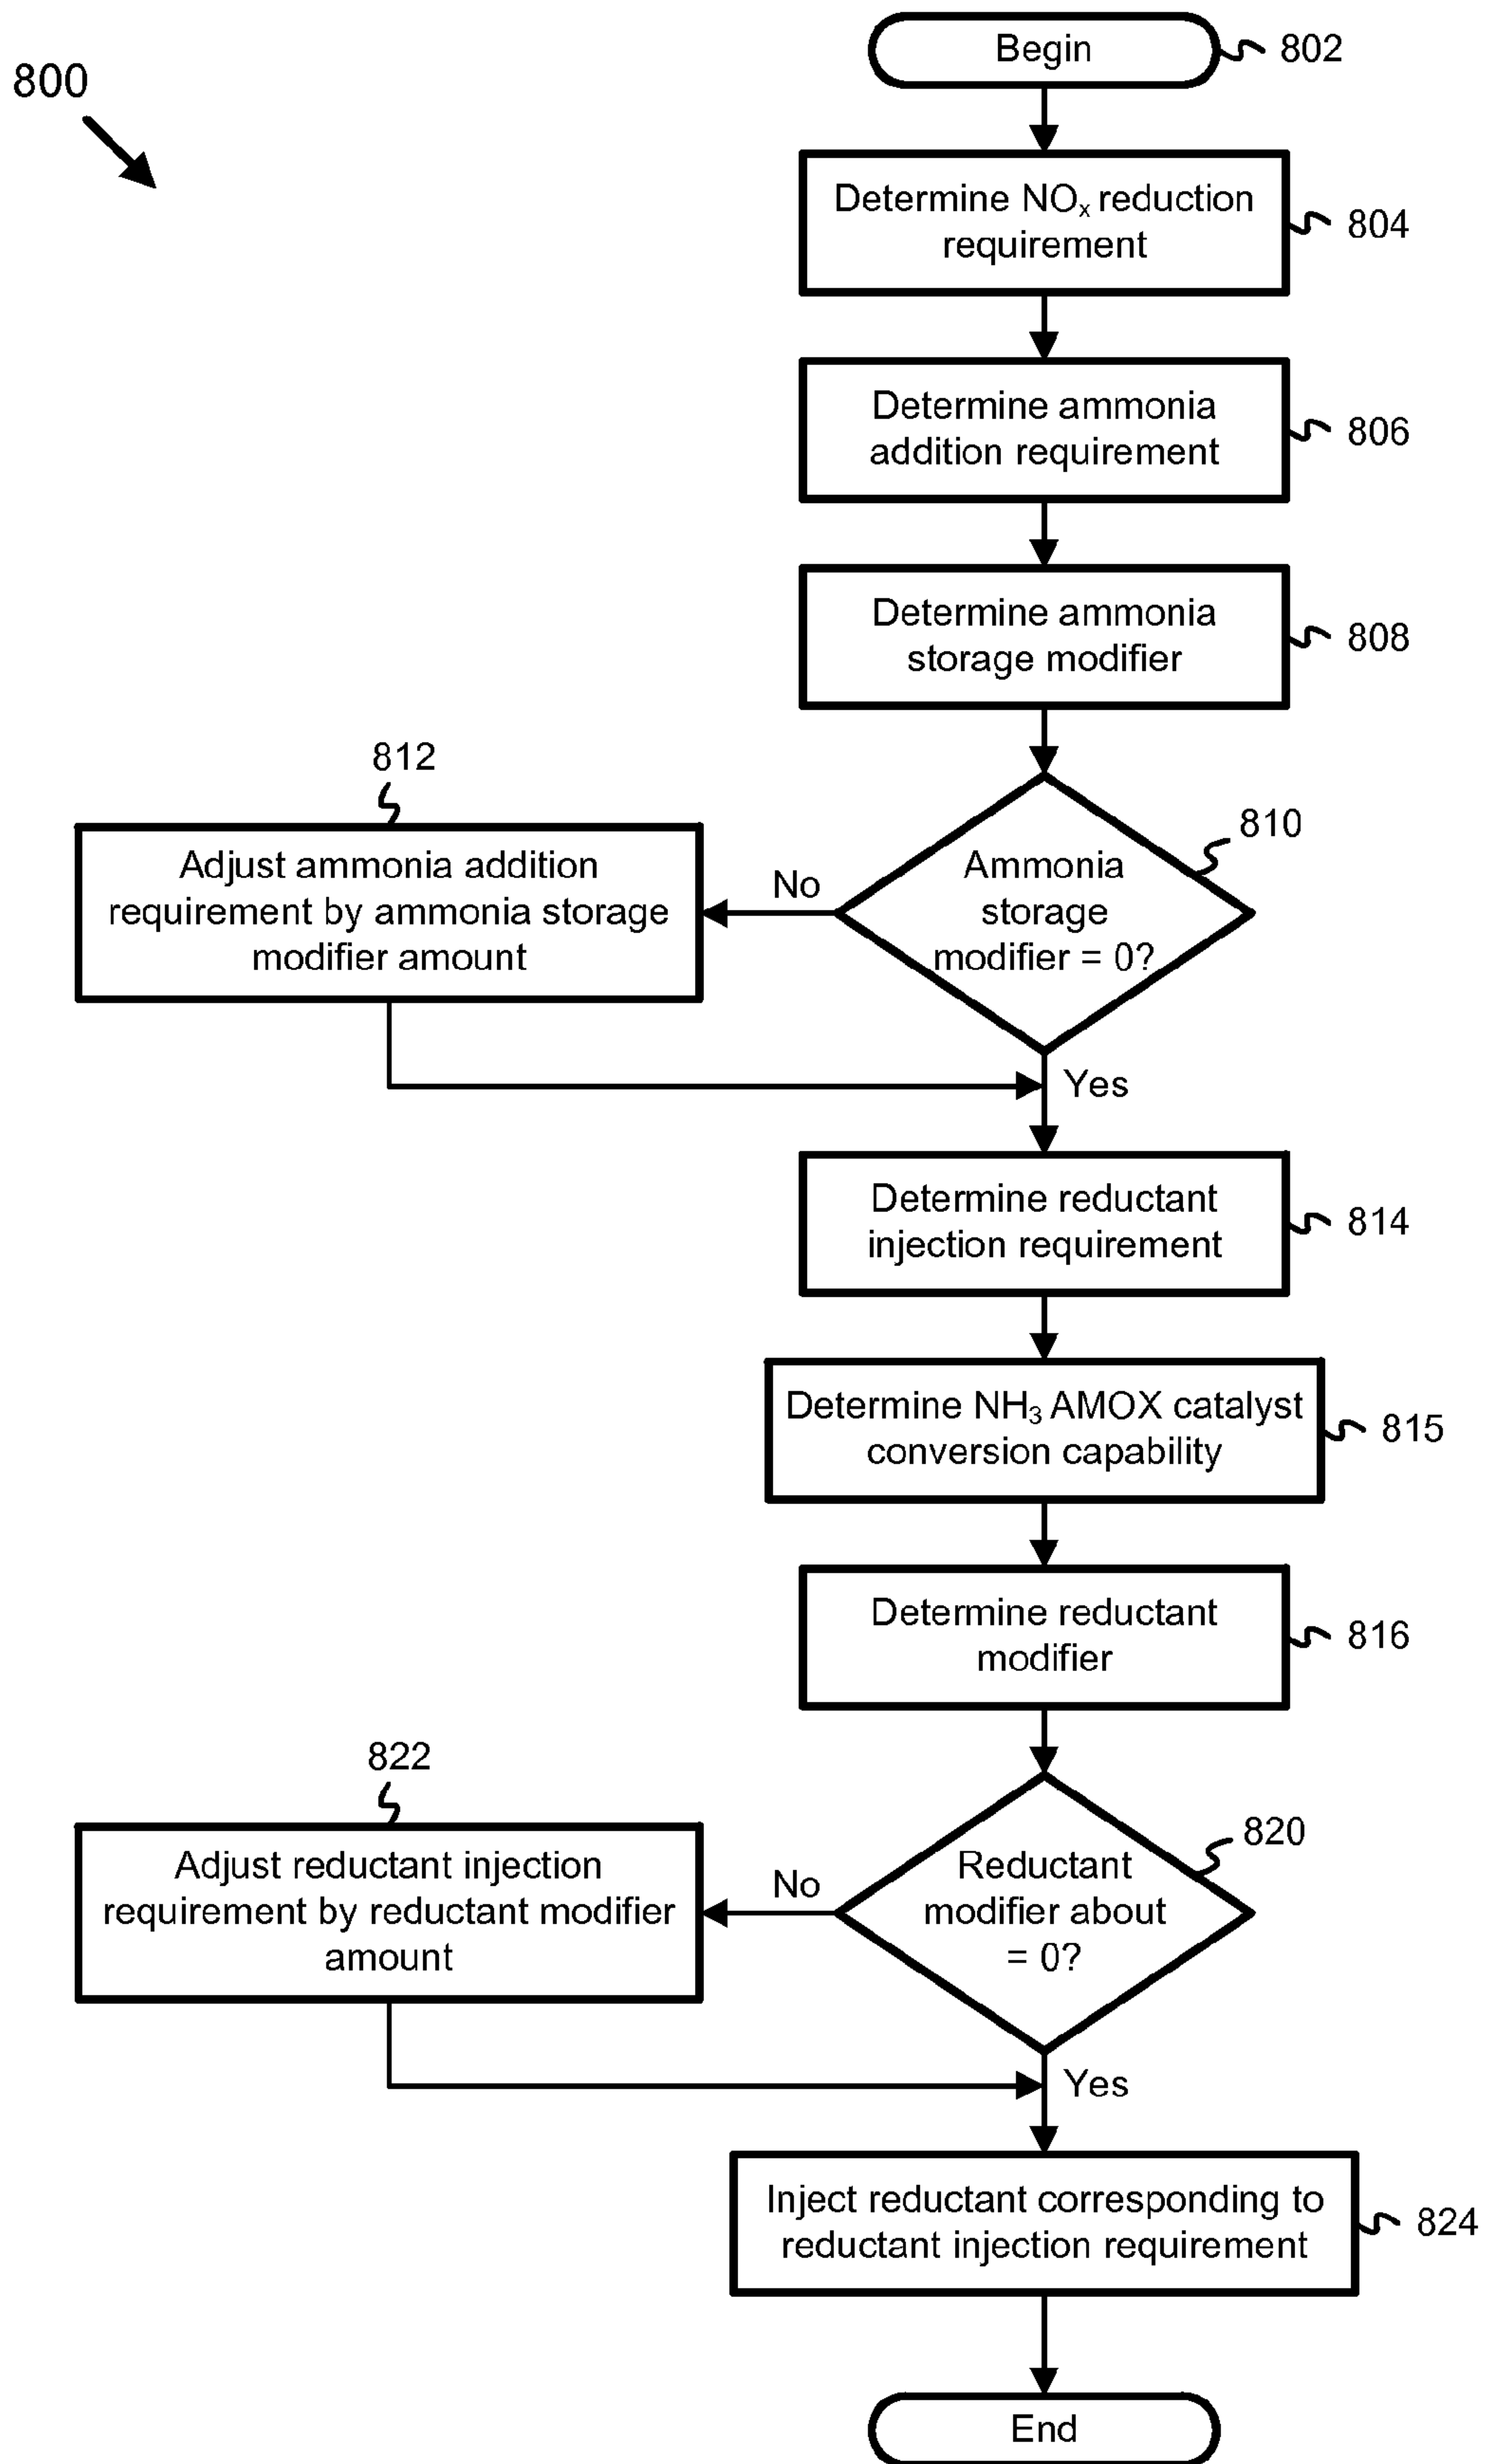 800
Begin
802
Determine NOx reduction
requirement
804
Determine ammonia
addition requirement
806
Determine ammonia
storage modifier
808
812
Adjust ammonia addition
requirement by ammonia storage
modifier amount
No
810
Ammonia
storage
modifier = 0?
Yes
Determine reductant
injection requirement
814
Determine NH3 AMOX catalyst
conversion capability
815
Determine reductant
modifier
816
822
Adjust reductant injection
requirement by reductant modifier
amount
No
820
Reductant
modifier about
= 0?
Yes
Inject reductant corresponding to
reductant injection requirement
824
End